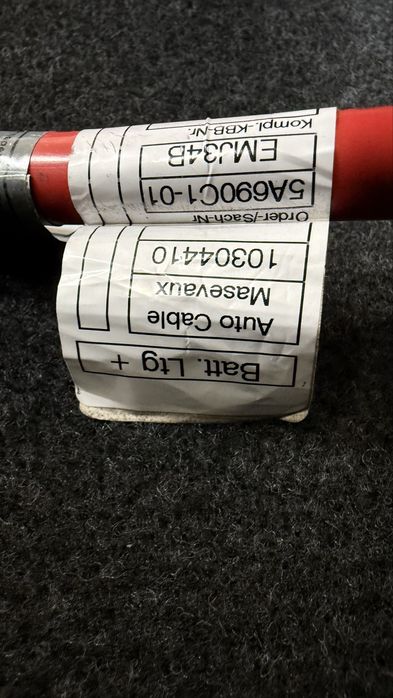 Batt. Ltg +
Auto Cable
Masevaux
10304410
Order-/Sach-Nr
5A690C1-01
EMJ34B
Kompl.-KBB-Nr.